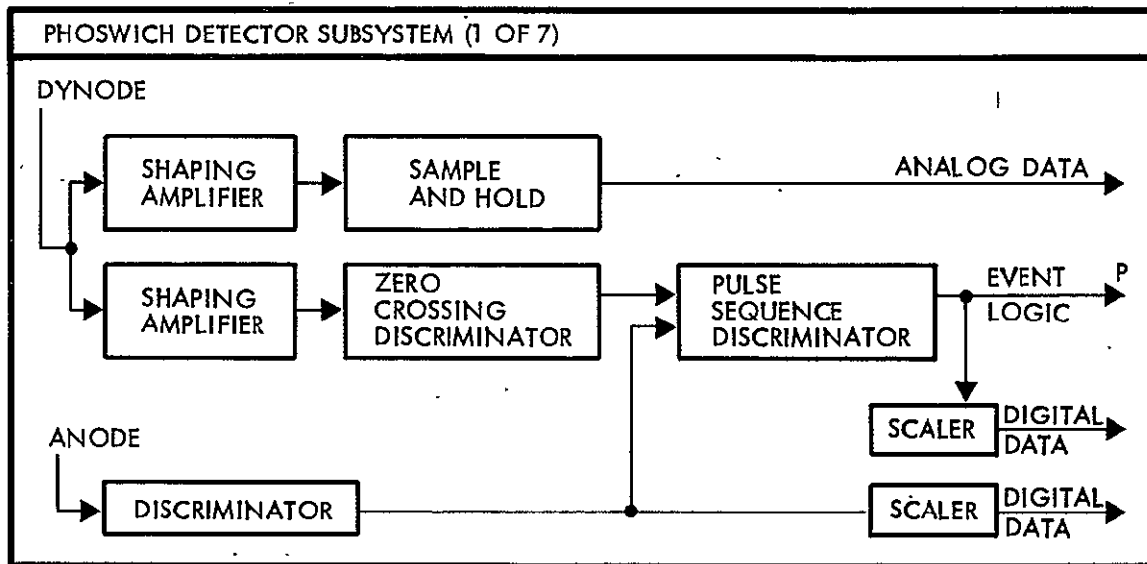 PHOSWICH DETECTOR SUBSYSTEM (1 OF 7)
DYNODE
SHAPING
AMPLIFIER
SAMPLE
AND HOLD
ANALOG DATA
SHAPING
AMPLIFIER
ZERO
CROSSING
DISCRIMINATOR
PULSE
SEQUENCE
DISCRIMINATOR
EVENT
LOGIC
P
SCALER
DIGITAL
DATA
ANODE
DISCRIMINATOR
SCALER
DIGITAL
DATA